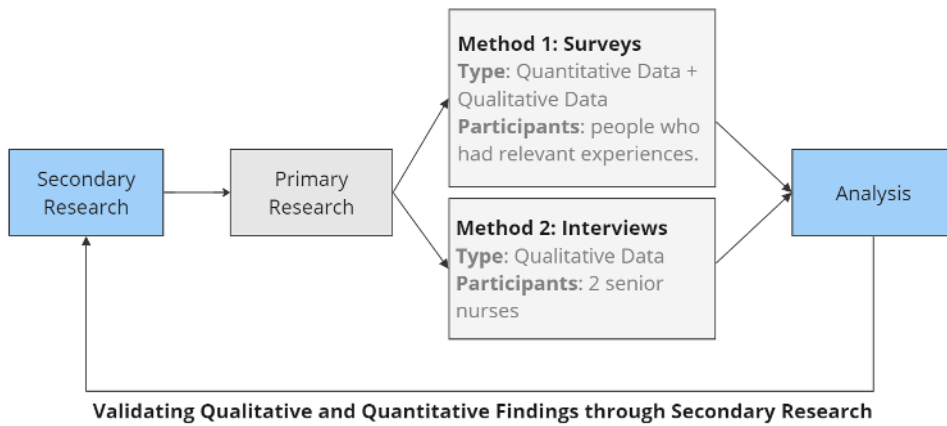 Secondary
Research
Primary
Research
Method 1: Surveys
Type: Quantitative Data +
Qualitative Data
Participants: people who
had relevant experiences.
Method 2: Interviews
Type: Qualitative Data
Participants: 2 senior
nurses
Analysis
Validating Qualitative and Quantitative Findings through Secondary Research